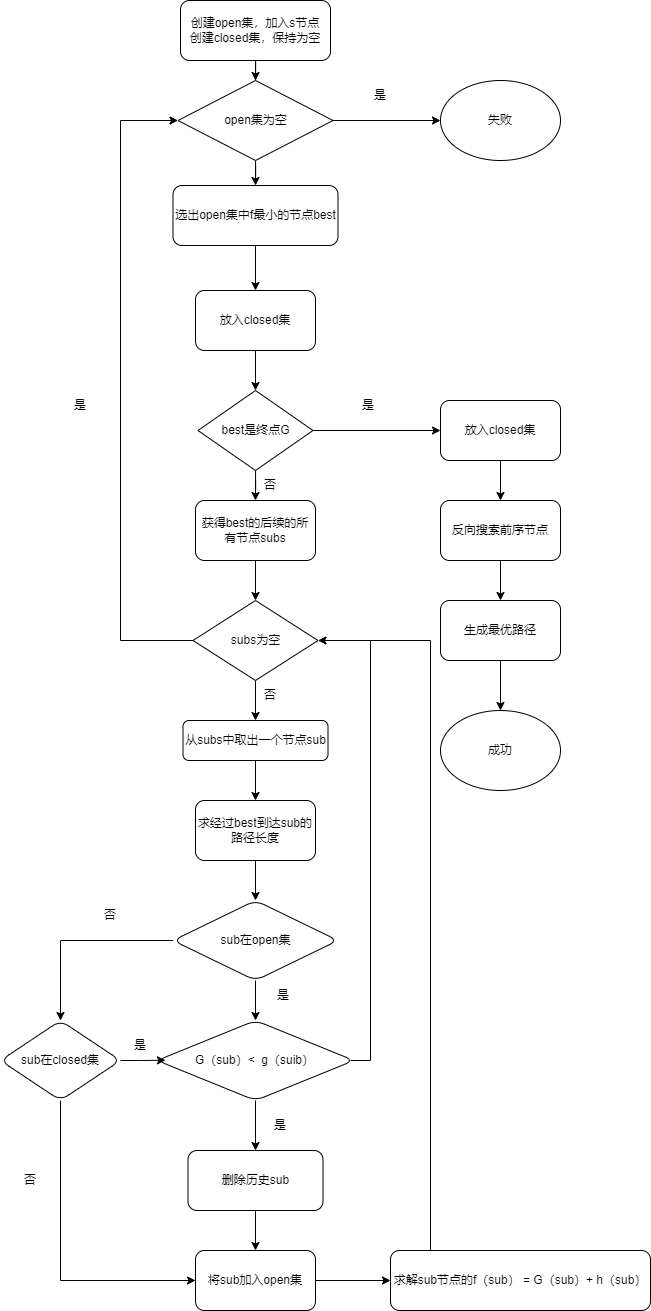 创建open集，加入s节点
创建closed集，保持为空
open集为空
是
失败
选出open集中f最小的节点best
放入closed集
是
best是终点G
是
放入closed集
否
获得best的后续的所
有节点subs
反向搜索前序节点
subs为空
生成最优路径
否
从subs中取出一个节点sub
成功
求经过best到达sub的
路径长度
否
sub在open集
是
sub在closed集
是
G（sub）< g（suib）
是
否
删除历史sub
将sub加入open集
求解sub节点的f（sub）= G（sub）+ h（sub）